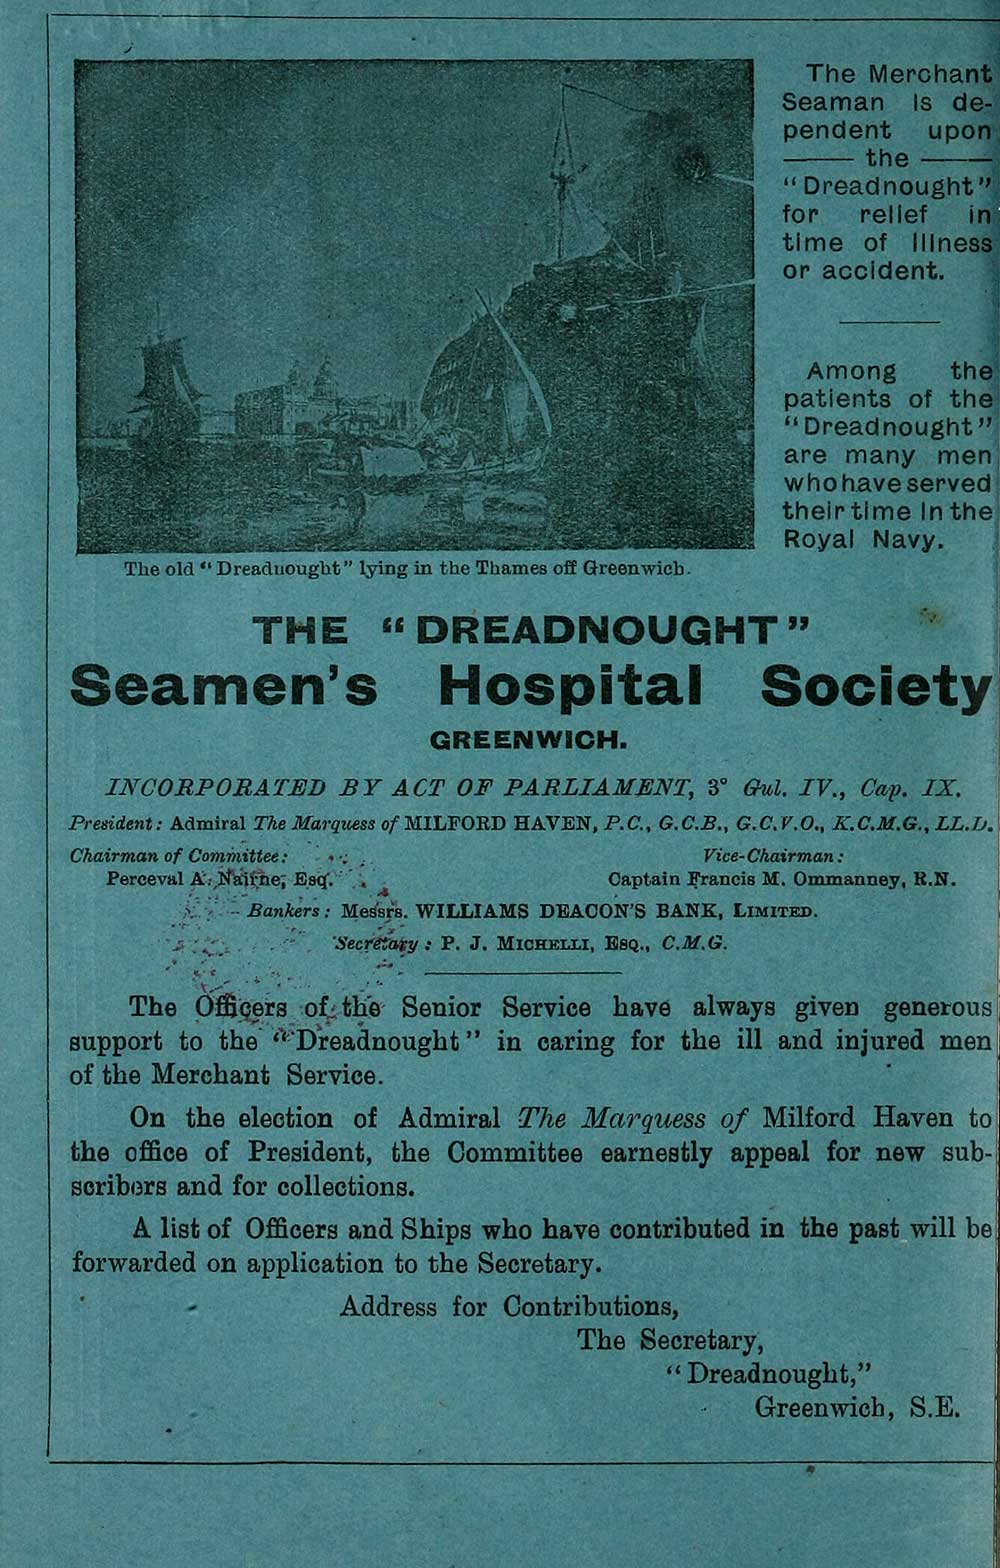 The Merchant
Seaman is de-
pendent upon
the
"Dreadnought"
for relief in
time of illness
or accident.
Among the
patients of the
"Dreadnought"
are many men
who have served
their time in the
Royal Navy.
The old "Dreadnought" lying in the Thames off Greenwich.
THE "DREADNOUGHT"
Seamen's Hospital Society
GREENWICH.
INCORPORATED BY ACT OF PARLIAMENT, 3° Gul. IV., Cap. IX.
President: Admiral The Marquess of MILFORD HAVEN, P.C., G.C.B., G.C.V.O., K.C.M.G., LL.D.
Chairman of Committee: Vice-Chairman:
Perceval A. Nairne, Esq. Captain Francis M. Ommanney, R.N.
Bankers: Messrs. WILLIAMS DEACON'S BANK, LIMITED.
Secretary: P. J. MICHELLI, ESQ., C.M.G.
The Officers of the Senior Service have always given generous
support to the "Dreadnought" in caring for the ill and injured men
of the Merchant Service.
On the election of Admiral The Marquess of Milford Haven to
the office of President, the Committee earnestly appeal for new sub-
scribers and for collections.
A list of Officers and Ships who have contributed in the past will be
forwarded on application to the Secretary.
Address for Contributions,
The Secretary,
"Dreadnought,"
Greenwich, S.E.